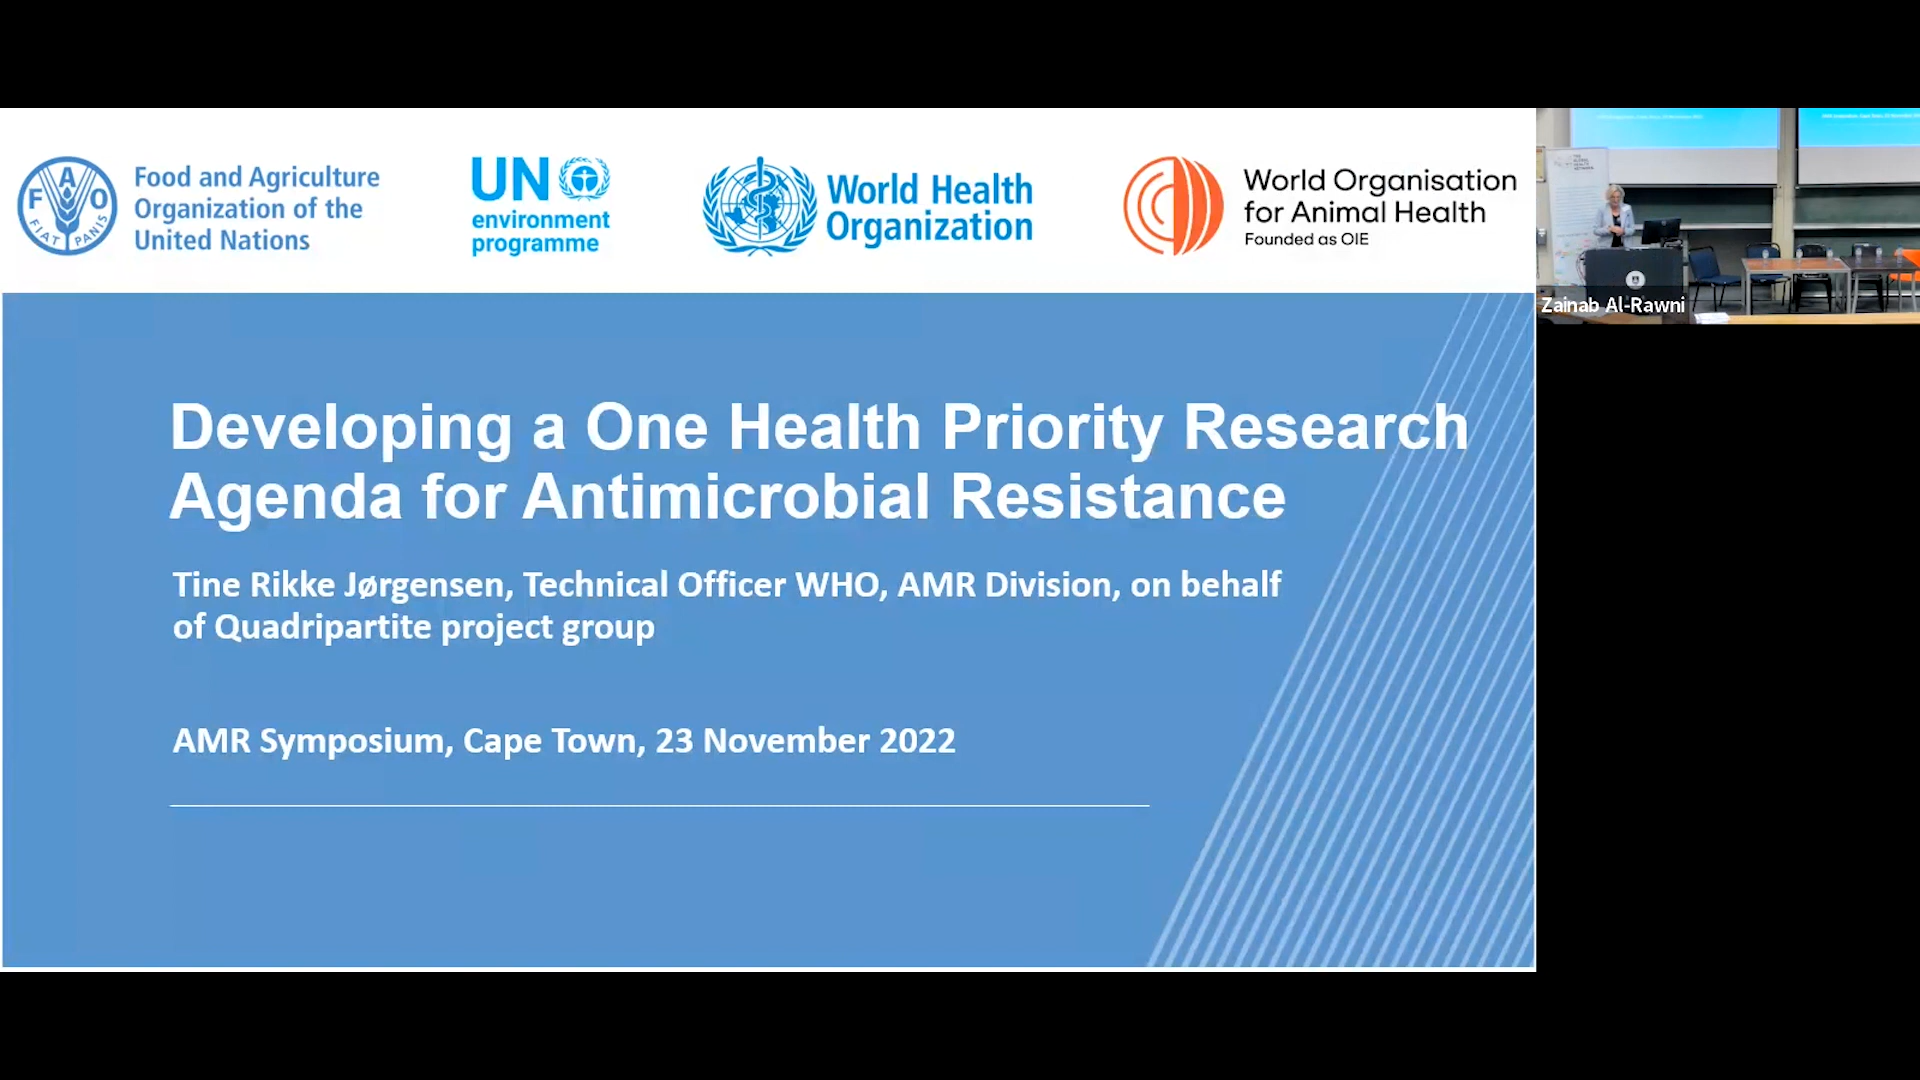 F A O
FIAT PANIS
Food and Agriculture
Organization of the
United Nations
UN
environment
programme
World Health
Organization
World Organisation
for Animal Health
Founded as OIE
Developing a One Health Priority Research
Agenda for Antimicrobial Resistance
Tine Rikke Jørgensen, Technical Officer WHO, AMR Division, on behalf
of Quadripartite project group
AMR Symposium, Cape Town, 23 November 2022
Zainab Al-Rawni